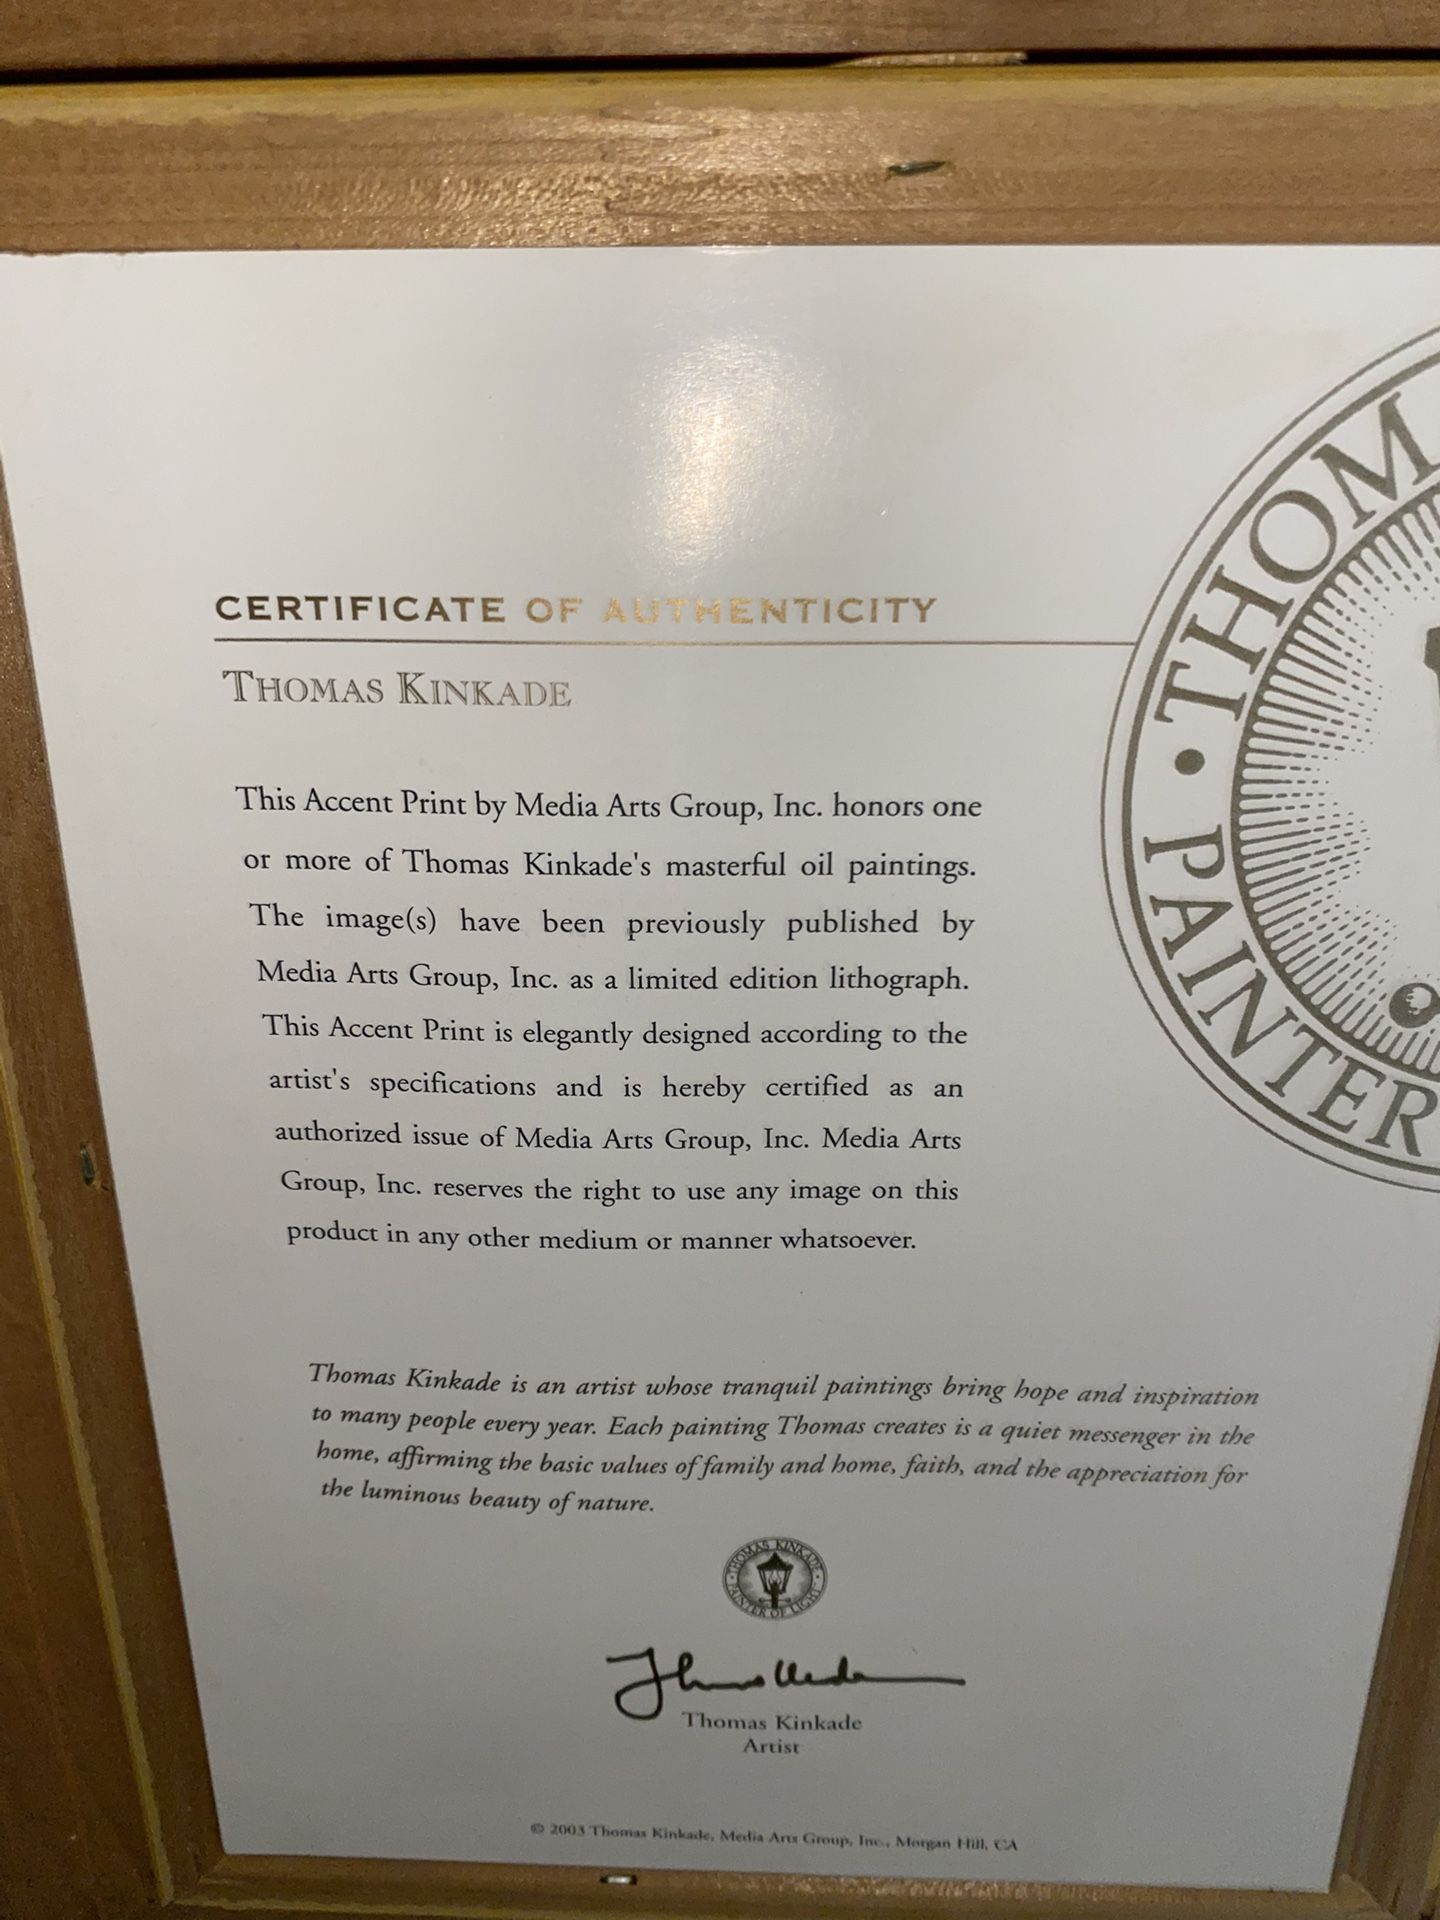 CERTIFICATE OF AUTHENTICITY
THOMAS KINKADE
This Accent Print by Media Arts Group, Inc. honors one
or more of Thomas Kinkade's masterful oil paintings.
The image(s) have been previously published by
Media Arts Group, Inc. as a limited edition lithograph.
This Accent Print is elegantly designed according to the
artist's specifications and is hereby certified as an
authorized issue of Media Arts Group, Inc. Media Arts
Group, Inc. reserves the right to use any image on this
product in any other medium or manner whatsoever.
THOM
• PAINTER
Thomas Kinkade is an artist whose tranquil paintings bring hope and inspiration
to many people every year. Each painting Thomas creates is a quiet messenger in the
home, affirming the basic values of family and home, faith, and the appreciation for
the luminous beauty of nature.
THOMAS KINKADE •
PAINTER OF LIGHT
Thomas Kinkade
Artist
© 2003 Thomas Kinkade, Media Arts Group, Inc., Morgan Hill, CA